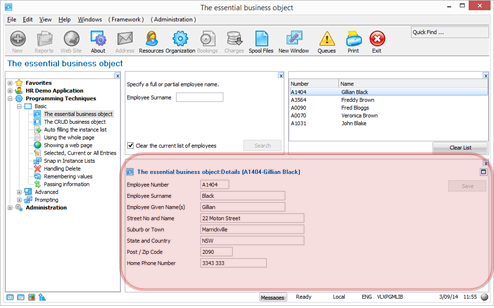 The essential business object
File Edit View Help Windows (Framework) (Administration)
Quick Find ...
New Reports Web Site About Address Resources Organization Bookings Charges Spool Files New Window Queues Print Exit
The essential business object
Favorites
HR Demo Application
Programming Techniques
Basic
The essential business object
The CRUD business object
Auto filling the instance list
Using the whole page
Showing a web page
Selected, Current or All Entries
Snap in Instance Lists
Handling Delete
Remembering values
Passing information
Advanced
Prompting
Administration
Specify a full or partial employee name.
Employee Surname
Clear the current list of employees
Search
Number Name
A1404 Gillian Black
A3564 Freddy Brown
A0090 Fred Bloggs
A0070 Veronica Brown
A1031 John Blake
Clear List
The essential business object:Details (A1404-Gillian Black)
Save
Employee Number A1404
Employee Surname Black
Employee Given Name(s) Gillian
Street No and Name 22 Moton Street
Suburb or Town Marrickville
State and Country NSW
Post / Zip Code 2090
Home Phone Number 3343 333
Messages Ready Local ENG VLXPGMLIB 3/09/14 11:55